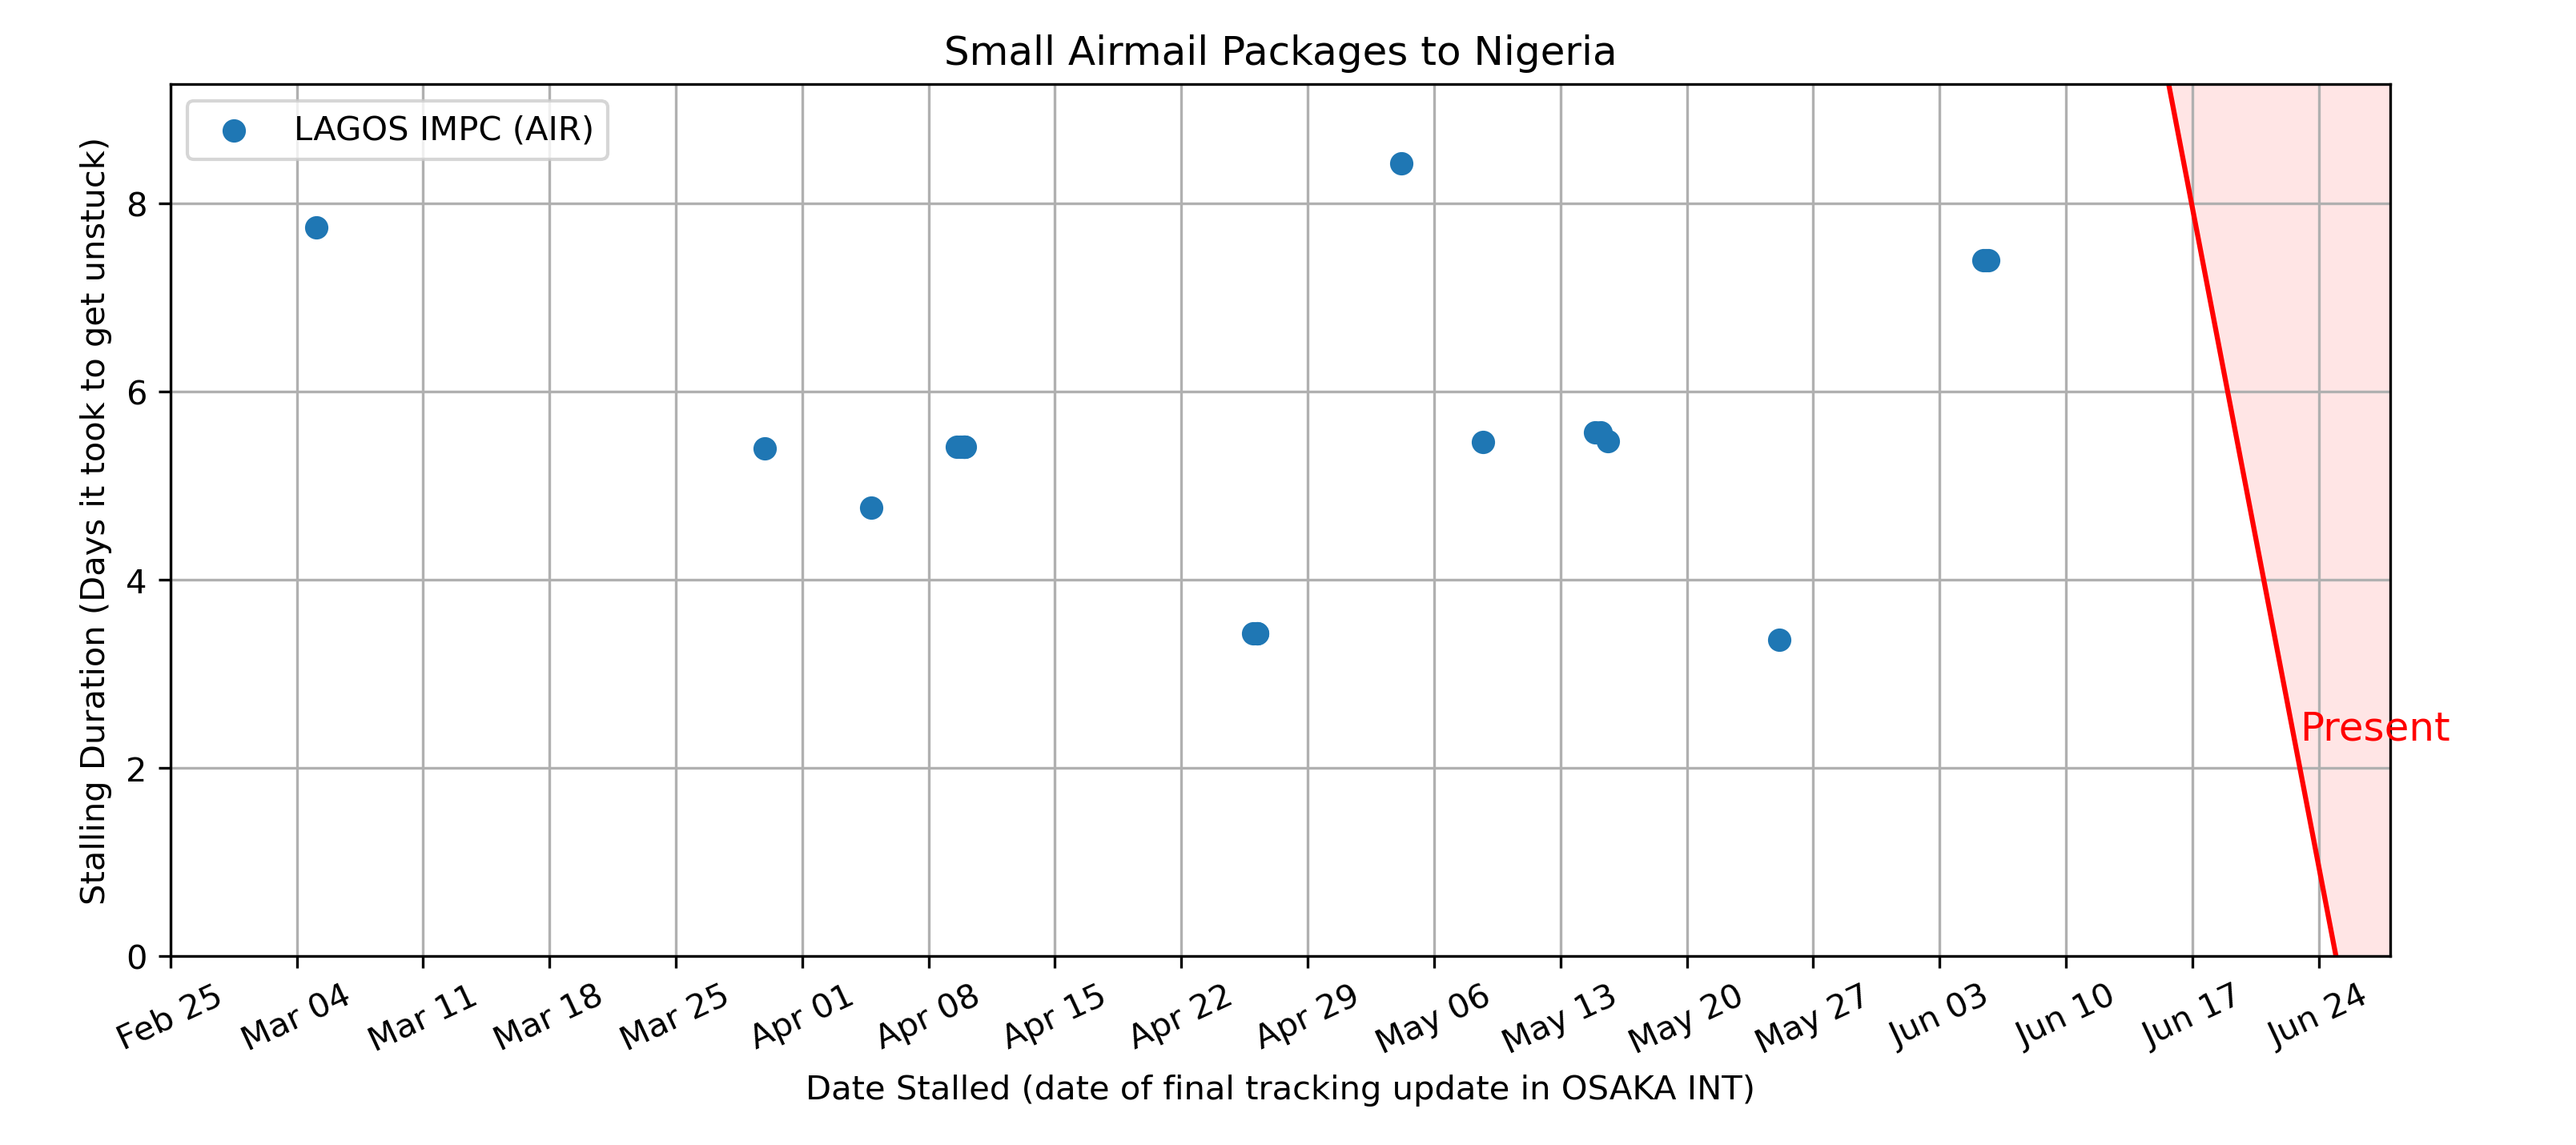 Small Airmail Packages to Nigeria
LAGOS IMPC (AIR)
Stalling Duration (Days it took to get unstuck)
8
6
4
2
0
Present
Feb 25
Mar 04
Mar 11
Mar 18
Mar 25
Apr 01
Apr 08
Apr 15
Apr 22
Apr 29
May 06
May 13
May 20
May 27
Jun 03
Jun 10
Jun 17
Jun 24
Date Stalled (date of final tracking update in OSAKA INT)